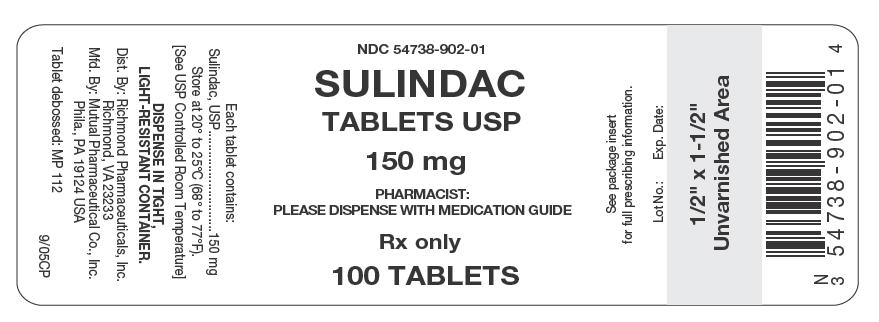 Each tablet contains:
Sulindac, USP............................150 mg
Store at 20° to 25°C (68° to 77°F).
[See USP Controlled Room Temperature]
DISPENSE IN TIGHT,
LIGHT-RESISTANT CONTAINER.
Dist. By: Richmond Pharmaceuticals, Inc.
Richmond, VA 23233
Mfd. By: Mutual Pharmaceutical Co., Inc.
Phila., PA 19124 USA
Tablet debossed: MP 112
9/05CP
NDC 54738-902-01
SULINDAC
TABLETS USP
150 mg
PHARMACIST:
PLEASE DISPENSE WITH MEDICATION GUIDE
Rx only
100 TABLETS
See package insert
for full prescribing information.
Lot No.: Exp. Date:
1/2" x 1-1/2"
Unvarnished Area
N
3 54738-902-01 4